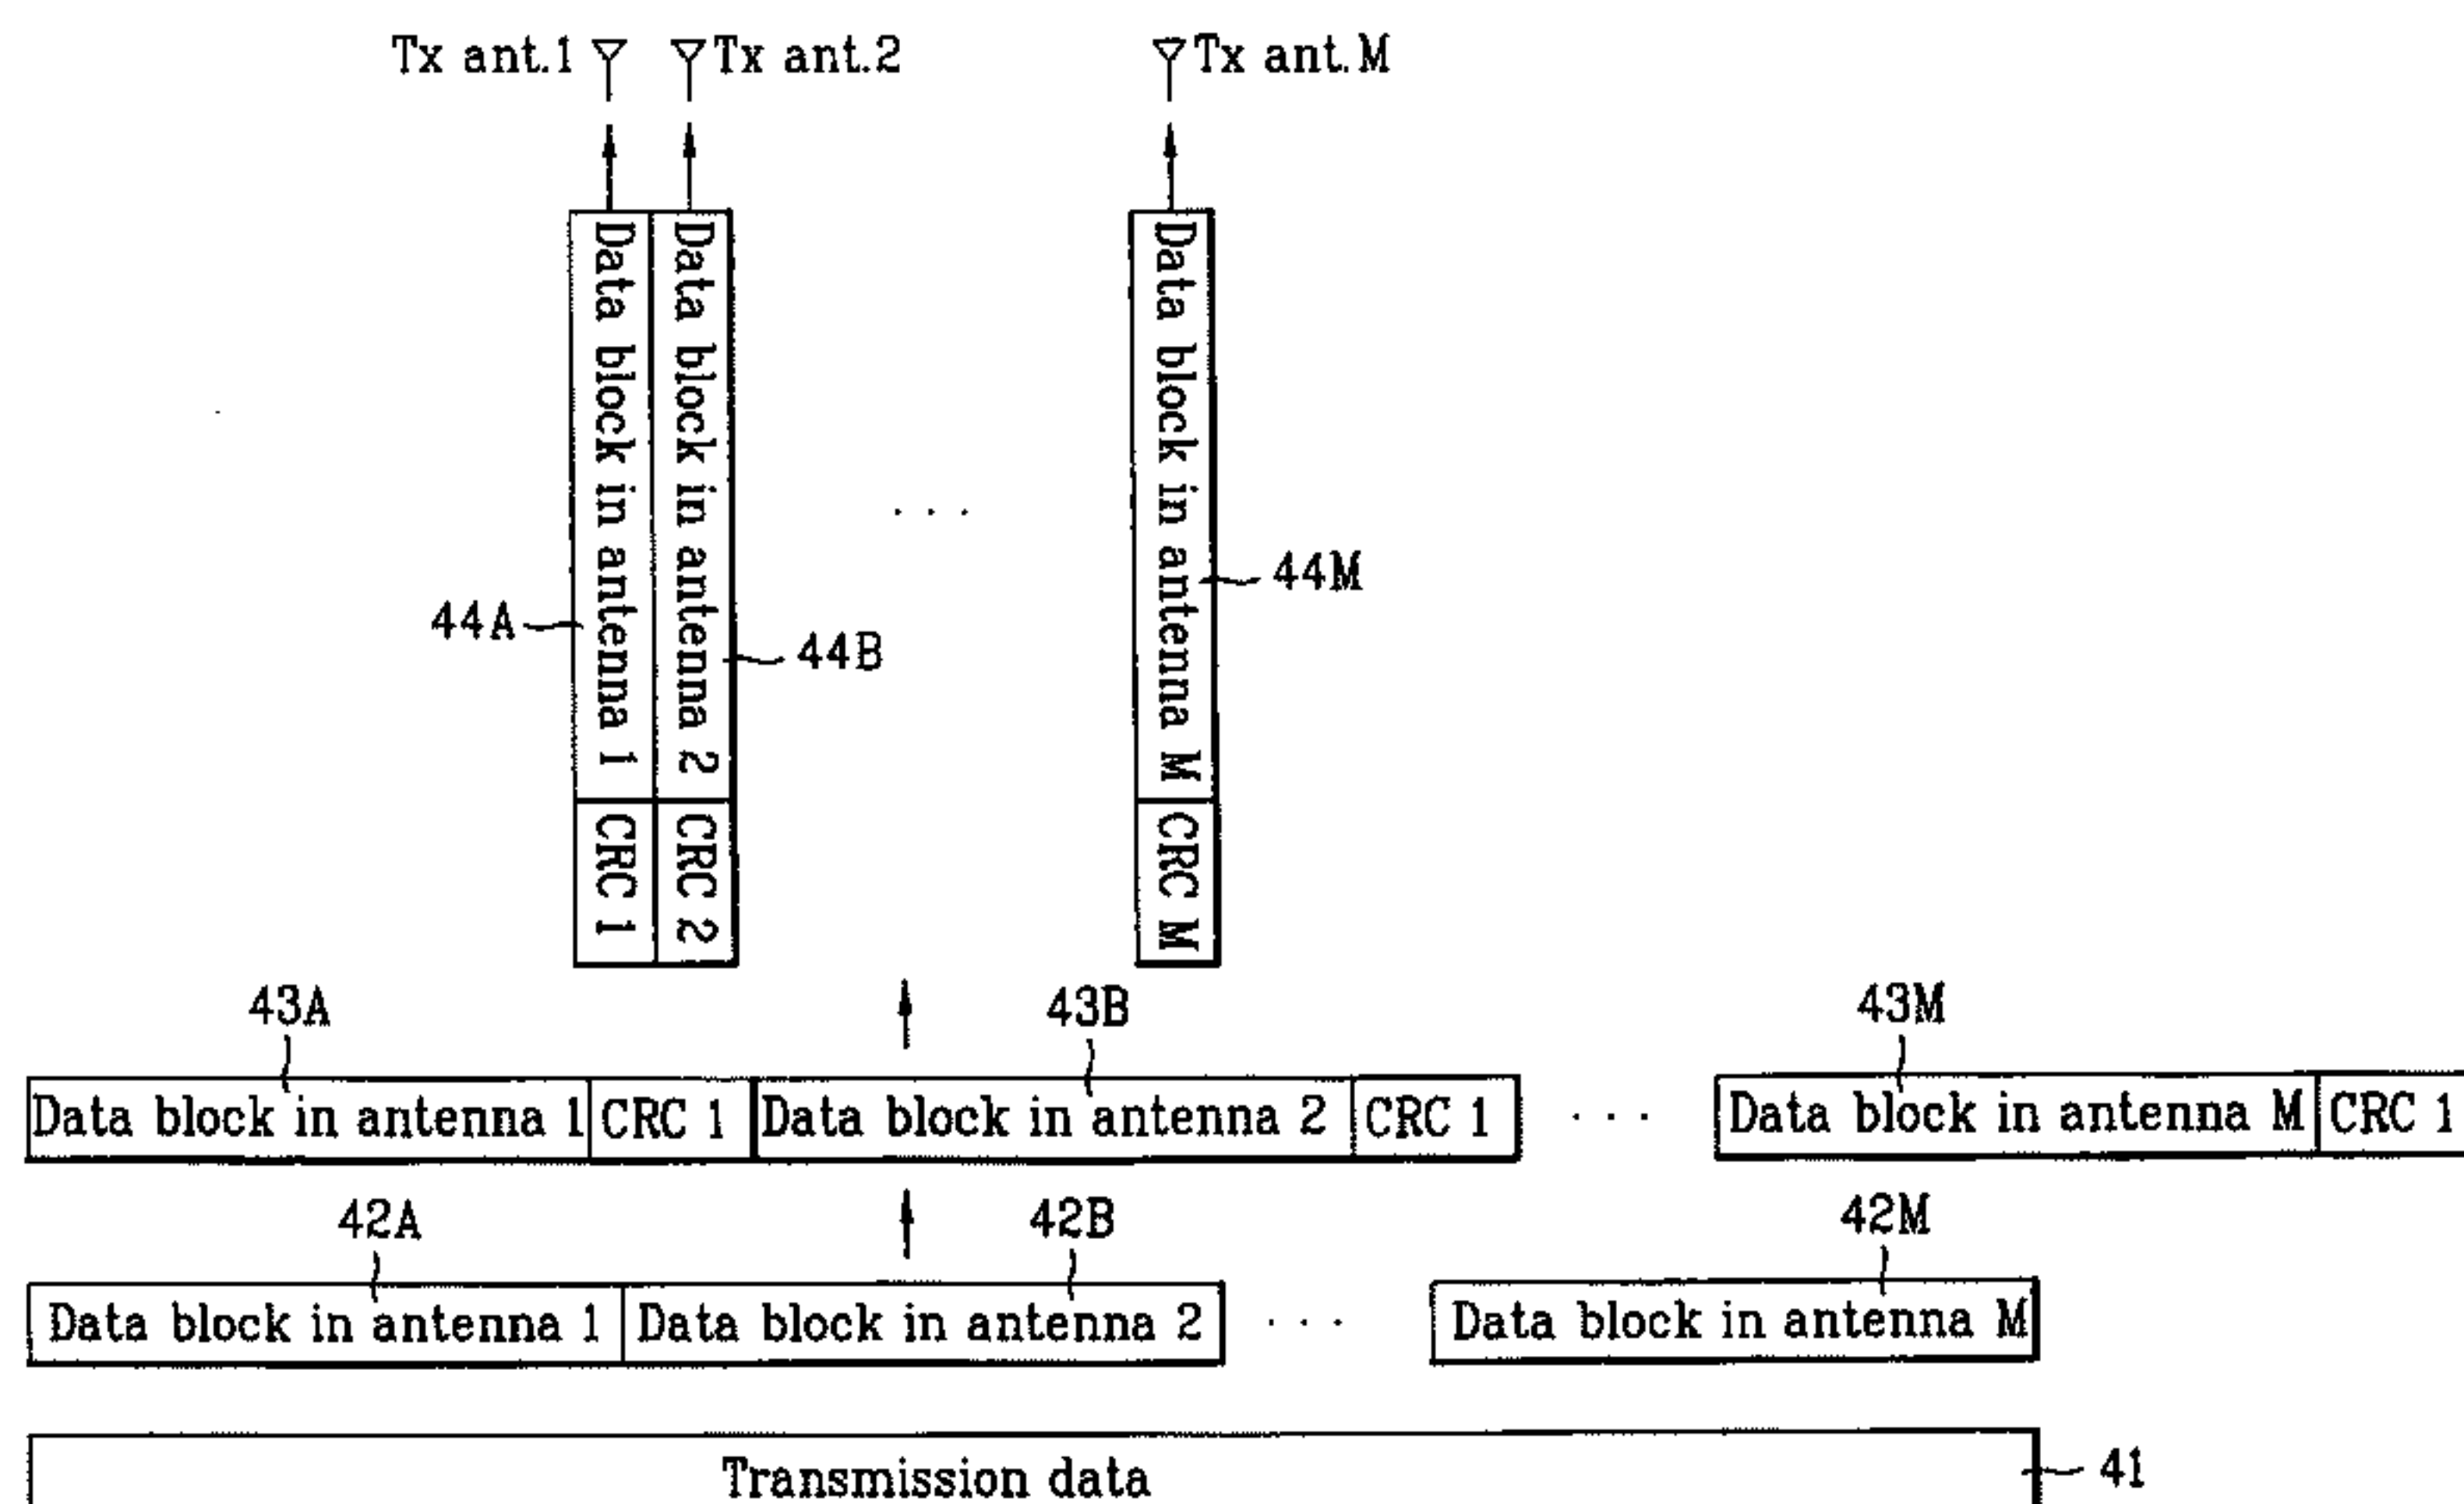 Tx ant.1 Tx ant.2 Tx ant.M
Data block in antenna 1 CRC 1
Data block in antenna 2 CRC 2
. . .
Data block in antenna M CRC M
44A
44B
44M
43A 43B 43M
Data block in antenna 1 CRC 1 Data block in antenna 2 CRC 1 . . . Data block in antenna M CRC 1
42A 42B 42M
Data block in antenna 1 Data block in antenna 2 . . . Data block in antenna M
Transmission data 41